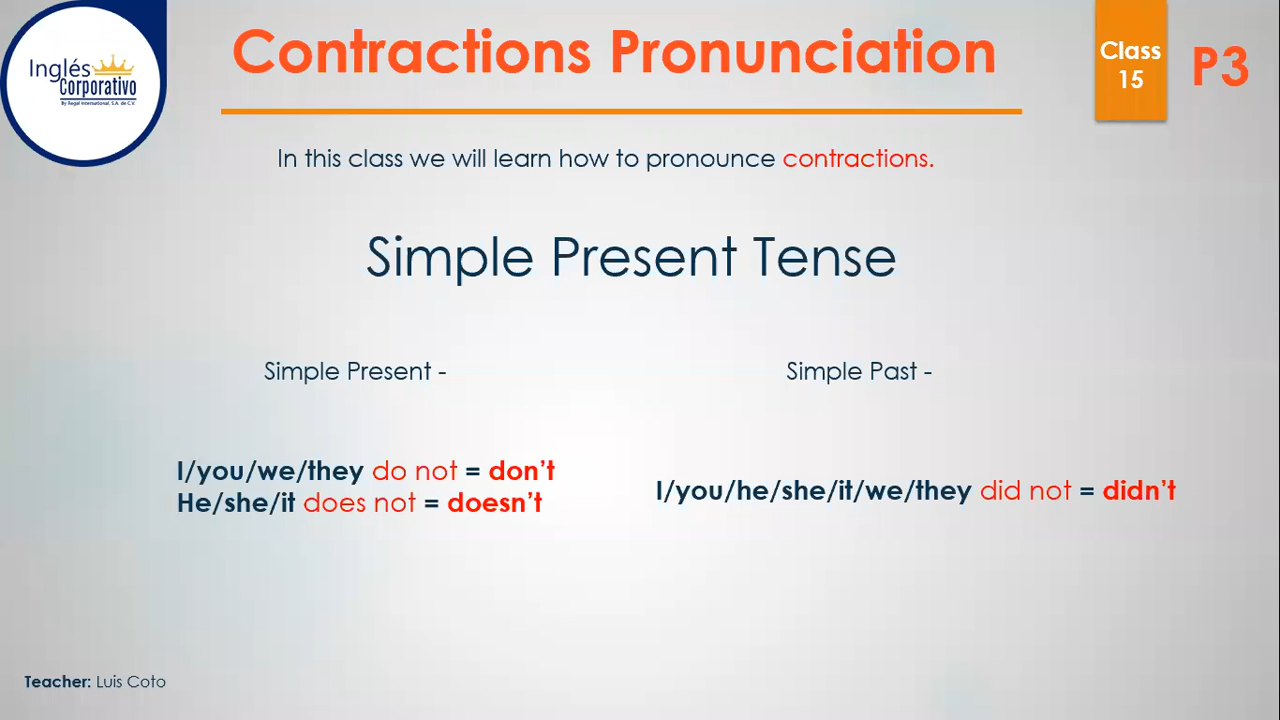 Contractions Pronunciation
Class
15
P3
Inglés
Corporativo
By Regal International, S.A. de C.V.
In this class we will learn how to pronounce contractions.
Simple Present Tense
Simple Present -
Simple Past -
I/you/we/they do not = don’t
He/she/it does not = doesn’t
I/you/he/she/it/we/they did not = didn’t
Teacher: Luis Coto